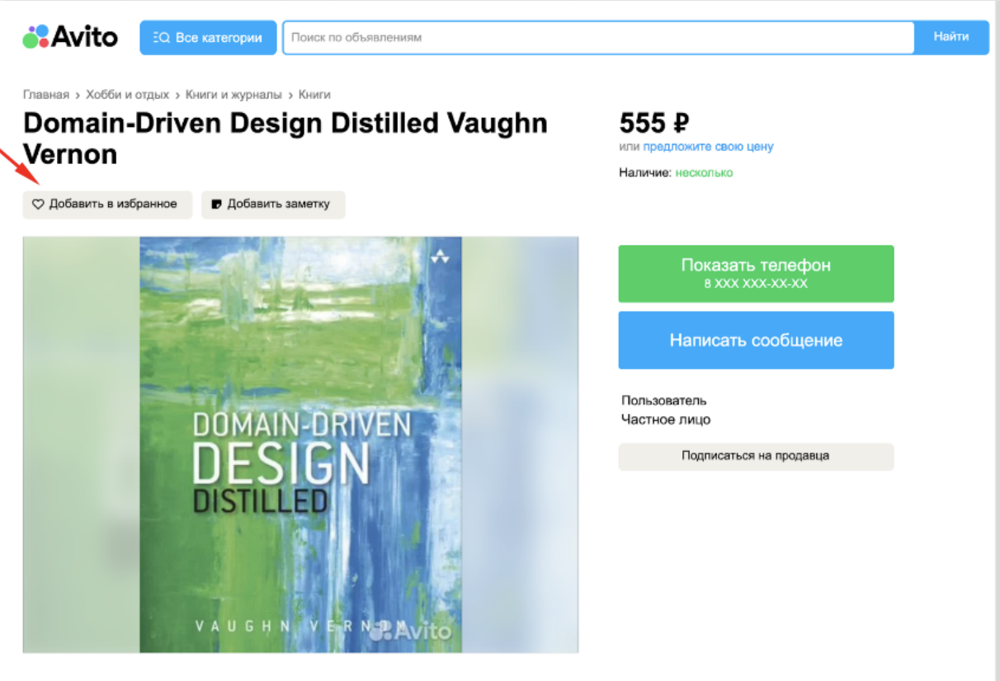 Avito
Все категории
Поиск по объявлениям
Найти
Главная › Хобби и отдых › Книги и журналы › Книги
Domain-Driven Design Distilled Vaughn
Vernon
555 ₽
или предложите свою цену
Наличие: несколько
Добавить в избранное
Добавить заметку
Показать телефон
8 XXX XXX-XX-XX
Написать сообщение
Пользователь
Частное лицо
Подписаться на продавца
DOMAIN-DRIVEN
DESIGN
DISTILLED
VAUGHN VERNON
Avito